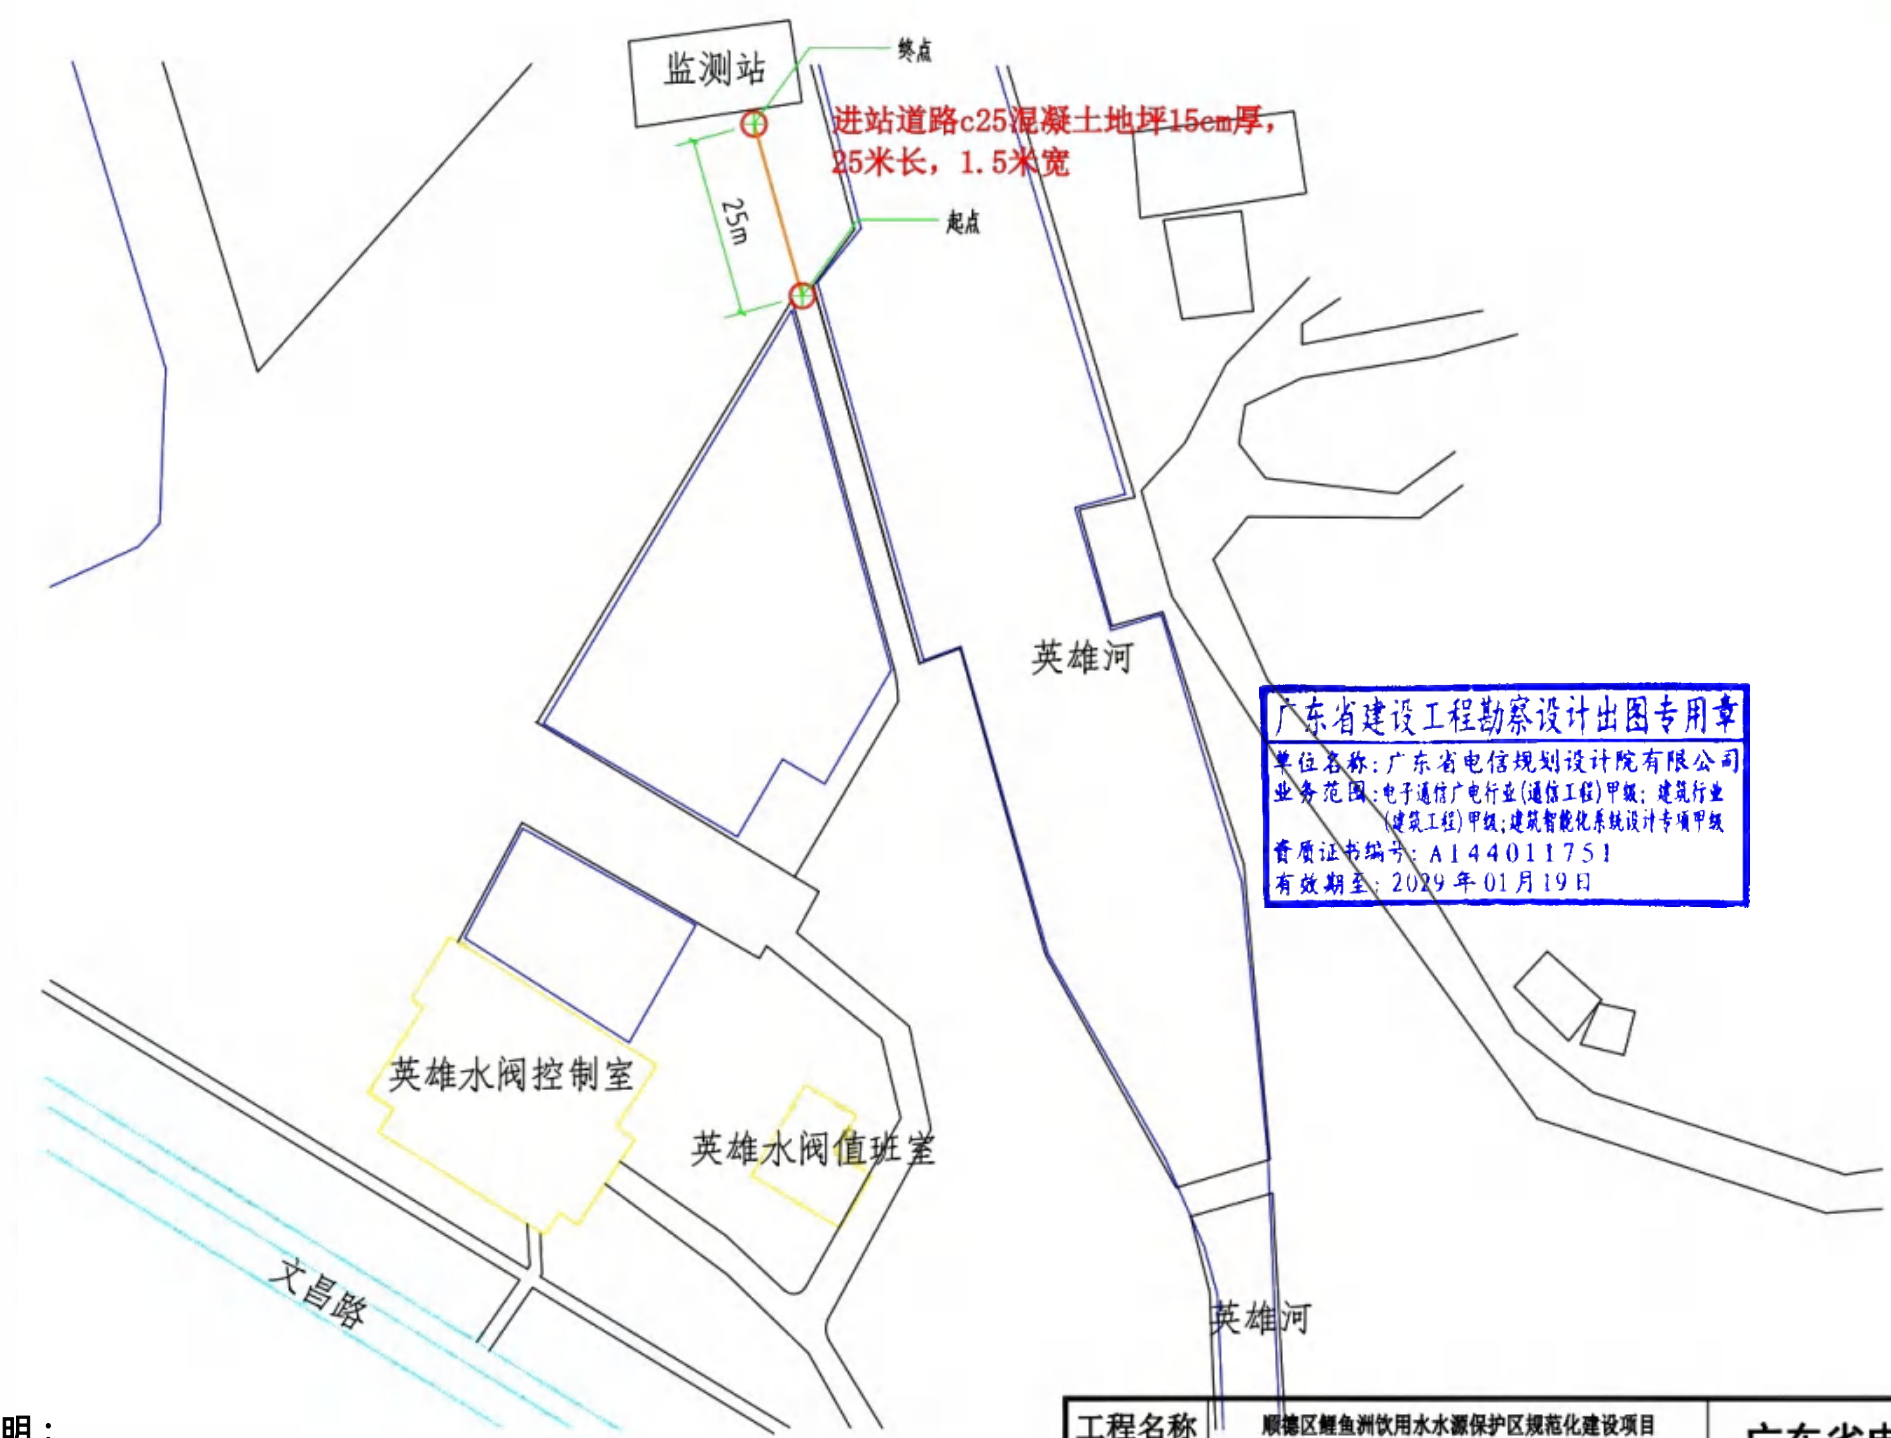 监测站
终点
进站道路c25混凝土地坪15cm厚，
25米长，1.5米宽
25m
起点
英雄河
广东省建设工程勘察设计出图专用章
单位名称：广东省电信规划设计院有限公司
业务范围：电子通信广电行业(通信工程)甲级；建筑行业
(建筑工程)甲级；建筑智能化系统设计专项甲级
资质证书编号：A144011751
有效期至：2029年01月19日
英雄水阀控制室
英雄水阀值班室
文昌路
英雄河
明：
工程名称
顺德区鲤鱼洲饮用水水源保护区规范化建设项目